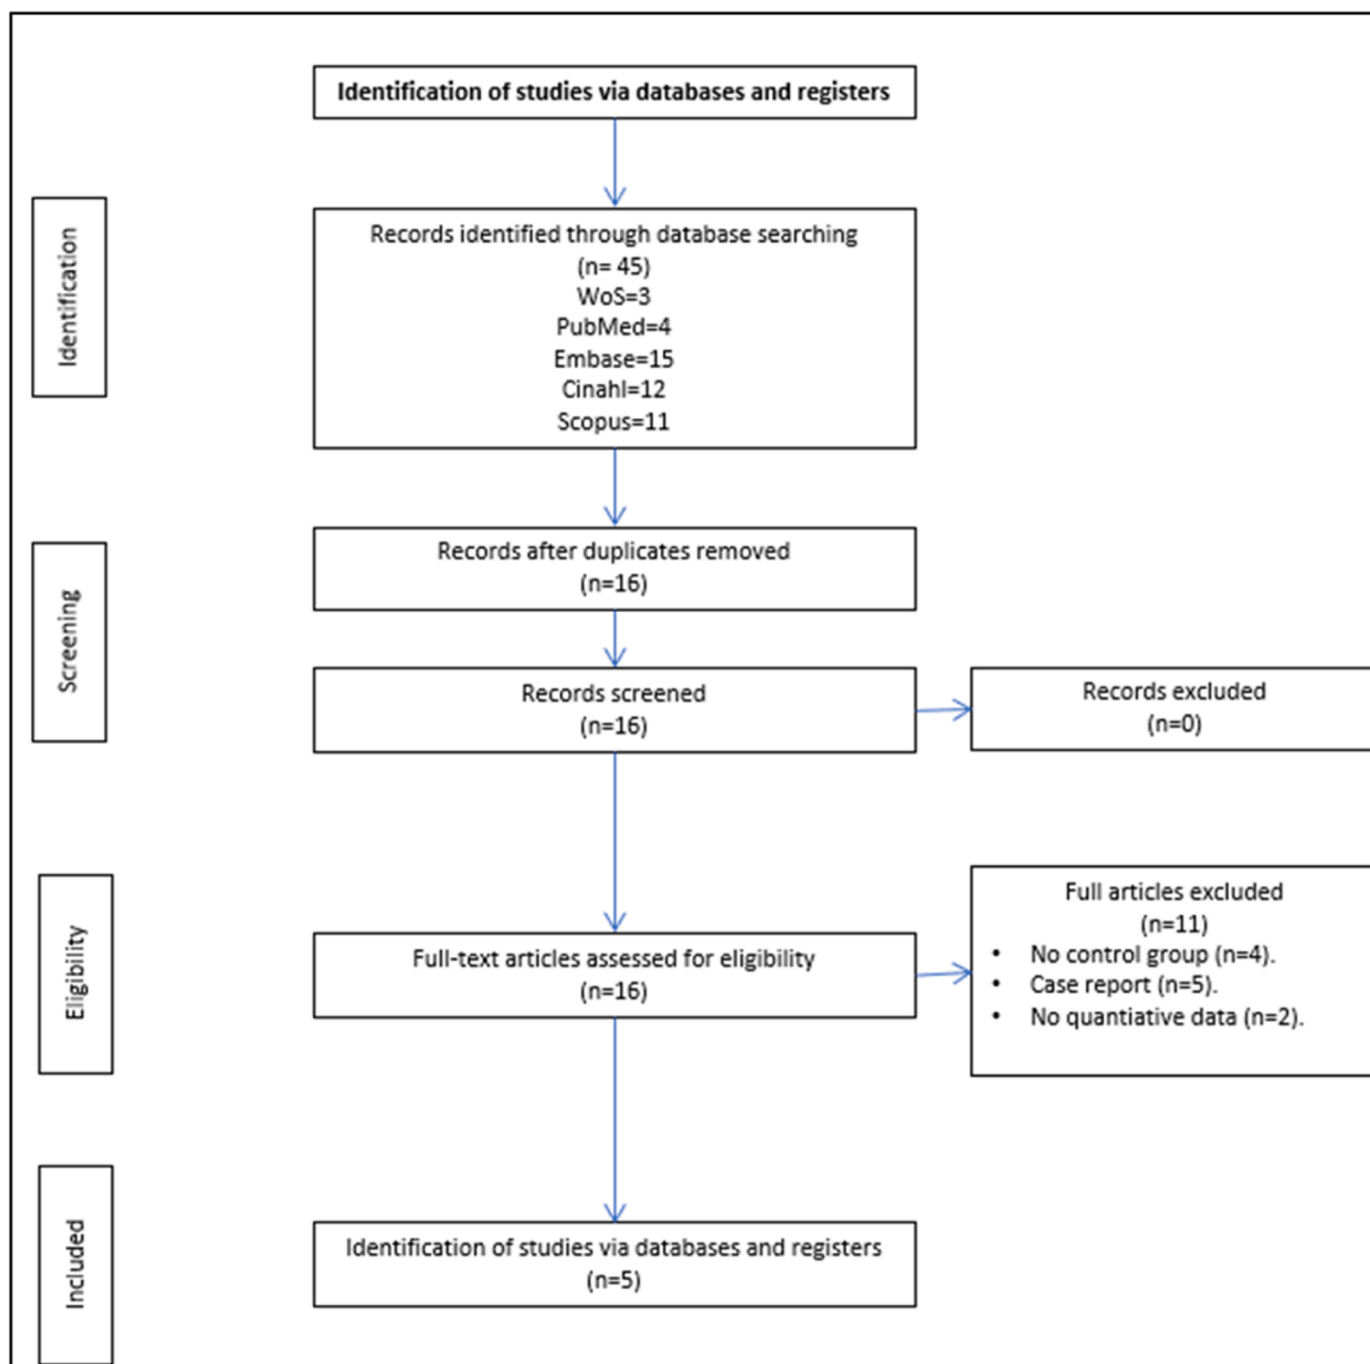 Identification of studies via databases and registers
Identification
Records identified through database searching
(n= 45)
WoS=3
PubMed=4
Embase=15
Cinahl=12
Scopus=11
Screening
Records after duplicates removed
(n=16)
Records screened
(n=16)
Records excluded
(n=0)
Eligibility
Full-text articles assessed for eligibility
(n=16)
Full articles excluded
(n=11)
• No control group (n=4).
• Case report (n=5).
• No quantiative data (n=2).
Included
Identification of studies via databases and registers
(n=5)